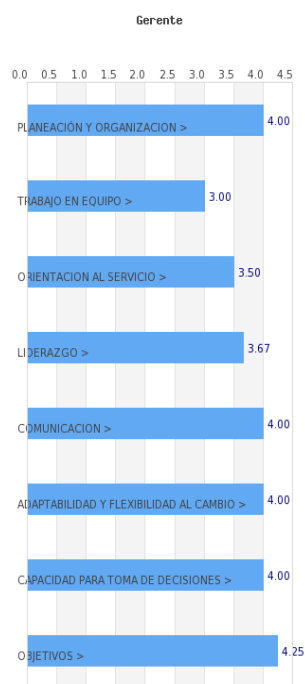 Gerente
0.0 0.5 1.0 1.5 2.0 2.5 3.0 3.5 4.0 4.5
PLANEACIÓN Y ORGANIZACION > 4.00
TRABAJO EN EQUIPO > 3.00
ORIENTACION AL SERVICIO > 3.50
LIDERAZGO > 3.67
COMUNICACION > 4.00
ADAPTABILIDAD Y FLEXIBILIDAD AL CAMBIO > 4.00
CAPACIDAD PARA TOMA DE DECISIONES > 4.00
OBJETIVOS > 4.25